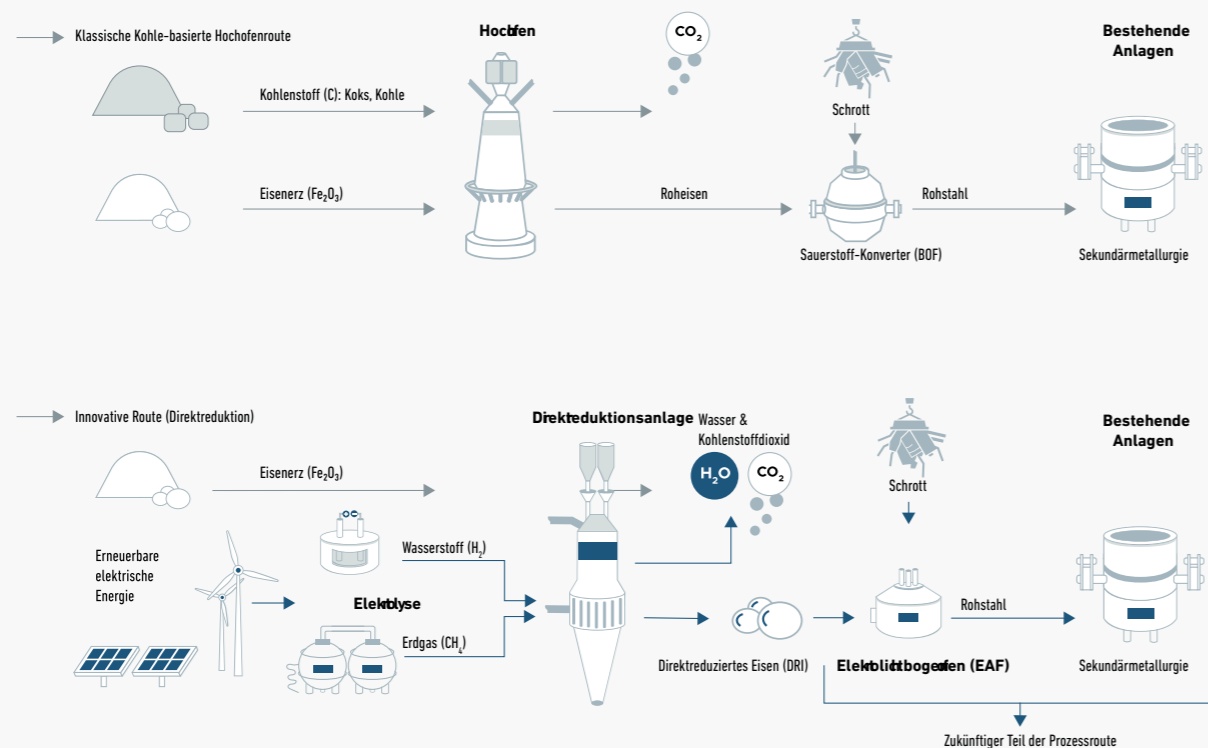 Klassische Kohle-basierte Hochofenroute
Hochofen
CO₂
Bestehende
Anlagen
Kohlenstoff (C): Koks, Kohle
Schrott
Eisenerz (Fe₂O₃)
Roheisen
Rohstahl
Sauerstoff-Konverter (BOF)
Sekundärmetallurgie
Innovative Route (Direktreduktion)
Direktreduktionsanlage
Wasser &
Kohlenstoffdioxid
Bestehende
Anlagen
Eisenerz (Fe₂O₃)
H₂O
CO₂
Schrott
Erneuerbare
elektrische
Energie
Wasserstoff (H₂)
Elektrolyse
Erdgas (CH₄)
Rohstahl
Direktreduziertes Eisen (DRI)
Elektrolichtbogenofen (EAF)
Sekundärmetallurgie
Zukünftiger Teil der Prozessroute